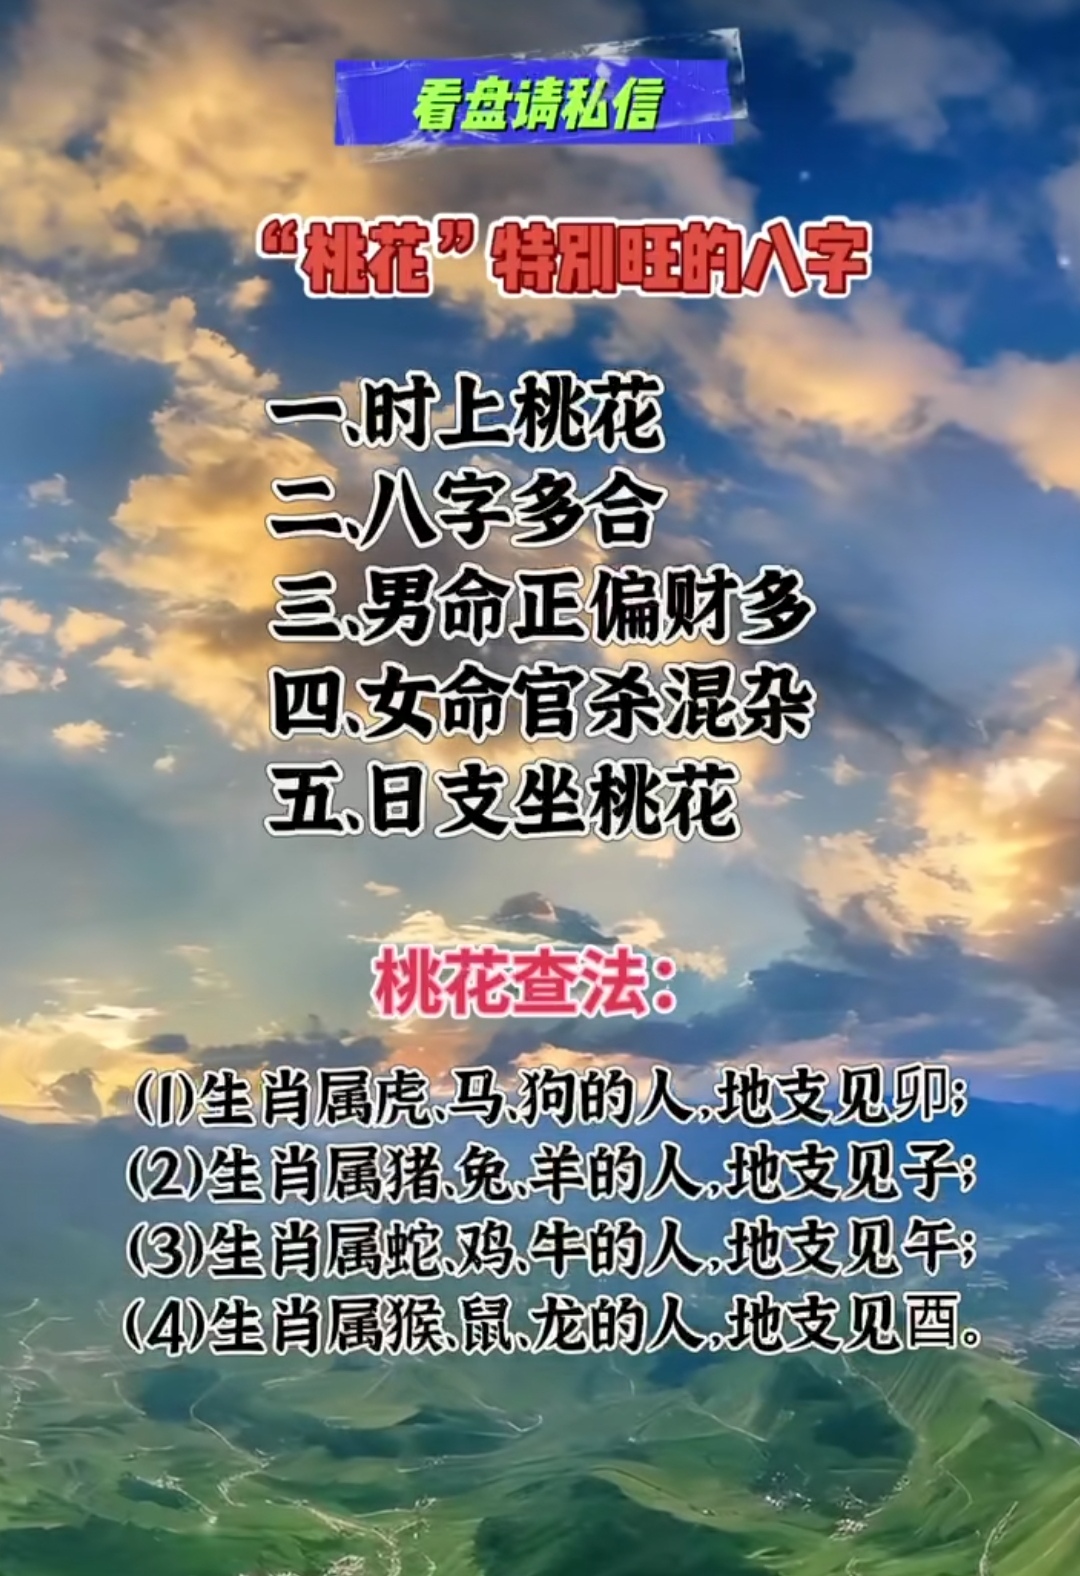 看盘请私信
“桃花”特别旺的八字
一、时上桃花
二、八字多合
三、男命正偏财多
四、女命官杀混杂
五、日支坐桃花
桃花查法：
(1)生肖属虎、马、狗的人,地支见卯;
(2)生肖属猪、兔、羊的人,地支见子;
(3)生肖属蛇、鸡、牛的人,地支见午;
(4)生肖属猴、鼠、龙的人,地支见酉。